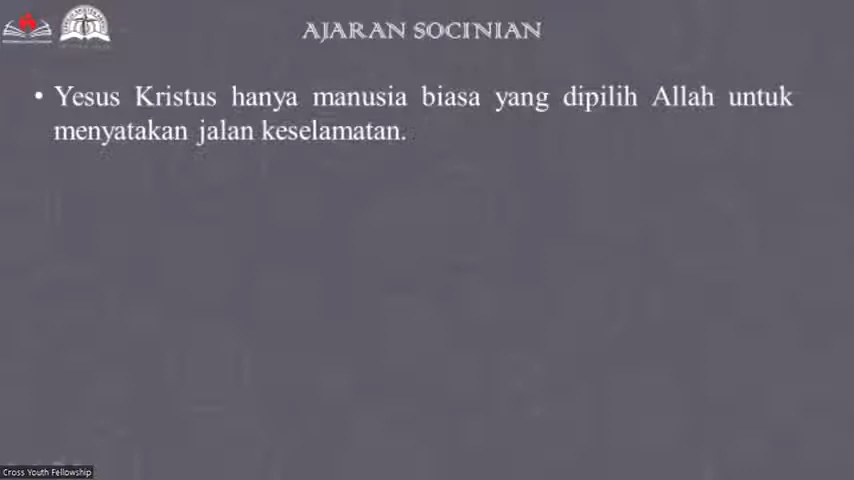 AJARAN SOCINIAN
• Yesus Kristus hanya manusia biasa yang dipilih Allah untuk
menyatakan jalan keselamatan.
Cross Youth Fellowship